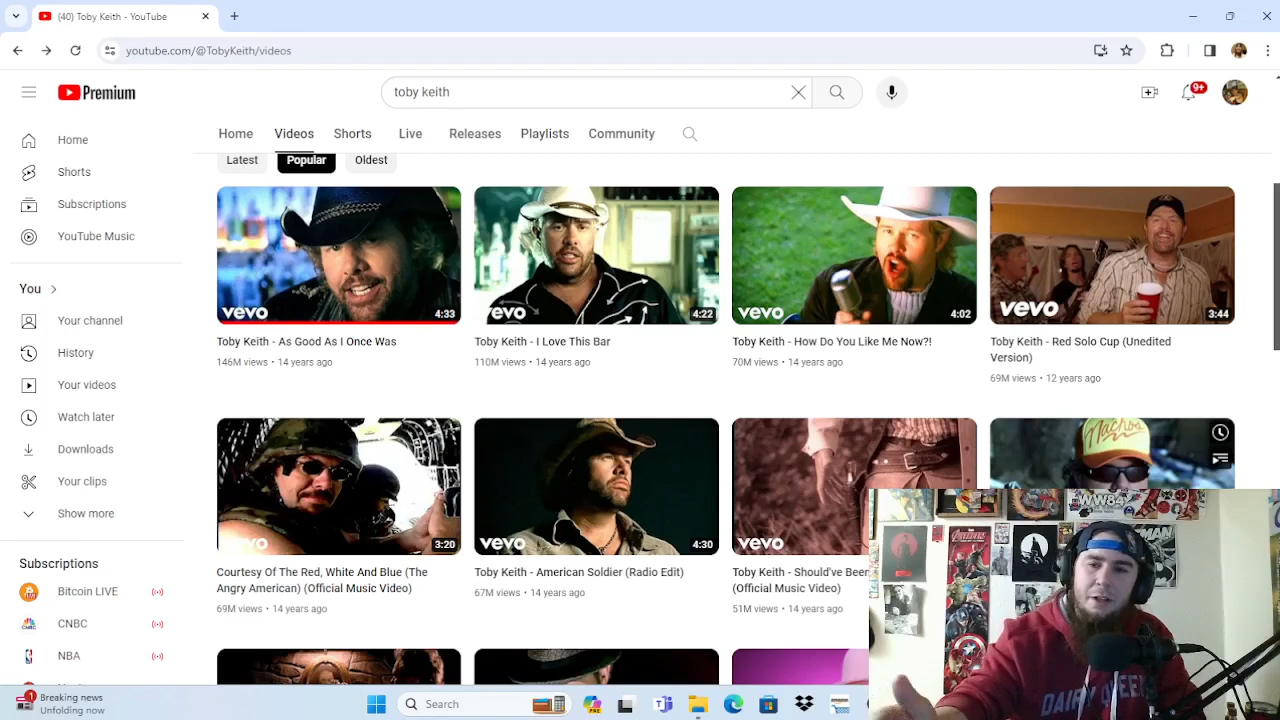 (40) Toby Keith - YouTube
youtube.com/@TobyKeith/videos
Premium
toby keith
9+
Home
Videos
Shorts
Live
Releases
Playlists
Community
Latest
Popular
Oldest
Home
Shorts
Subscriptions
YouTube Music
You
Your channel
History
Your videos
Watch later
Downloads
Your clips
Show more
Subscriptions
Bitcoin LIVE
CNBC
NBA
vevo
4:33
Toby Keith - As Good As I Once Was
146M views • 14 years ago
vevo
4:22
Toby Keith - I Love This Bar
110M views • 14 years ago
vevo
4:02
Toby Keith - How Do You Like Me Now?!
70M views • 14 years ago
vevo
3:44
Toby Keith - Red Solo Cup (Unedited
Version)
69M views • 12 years ago
vevo
3:20
Courtesy Of The Red, White And Blue (The
Angry American) (Official Music Video)
69M views • 14 years ago
vevo
4:30
Toby Keith - American Soldier (Radio Edit)
67M views • 14 years ago
vevo
Toby Keith - Should've Been
(Official Music Video)
51M views • 14 years ago
Nachos
WW84
DAIRY QUEEN
1
Breaking news
Unfolding now
Search